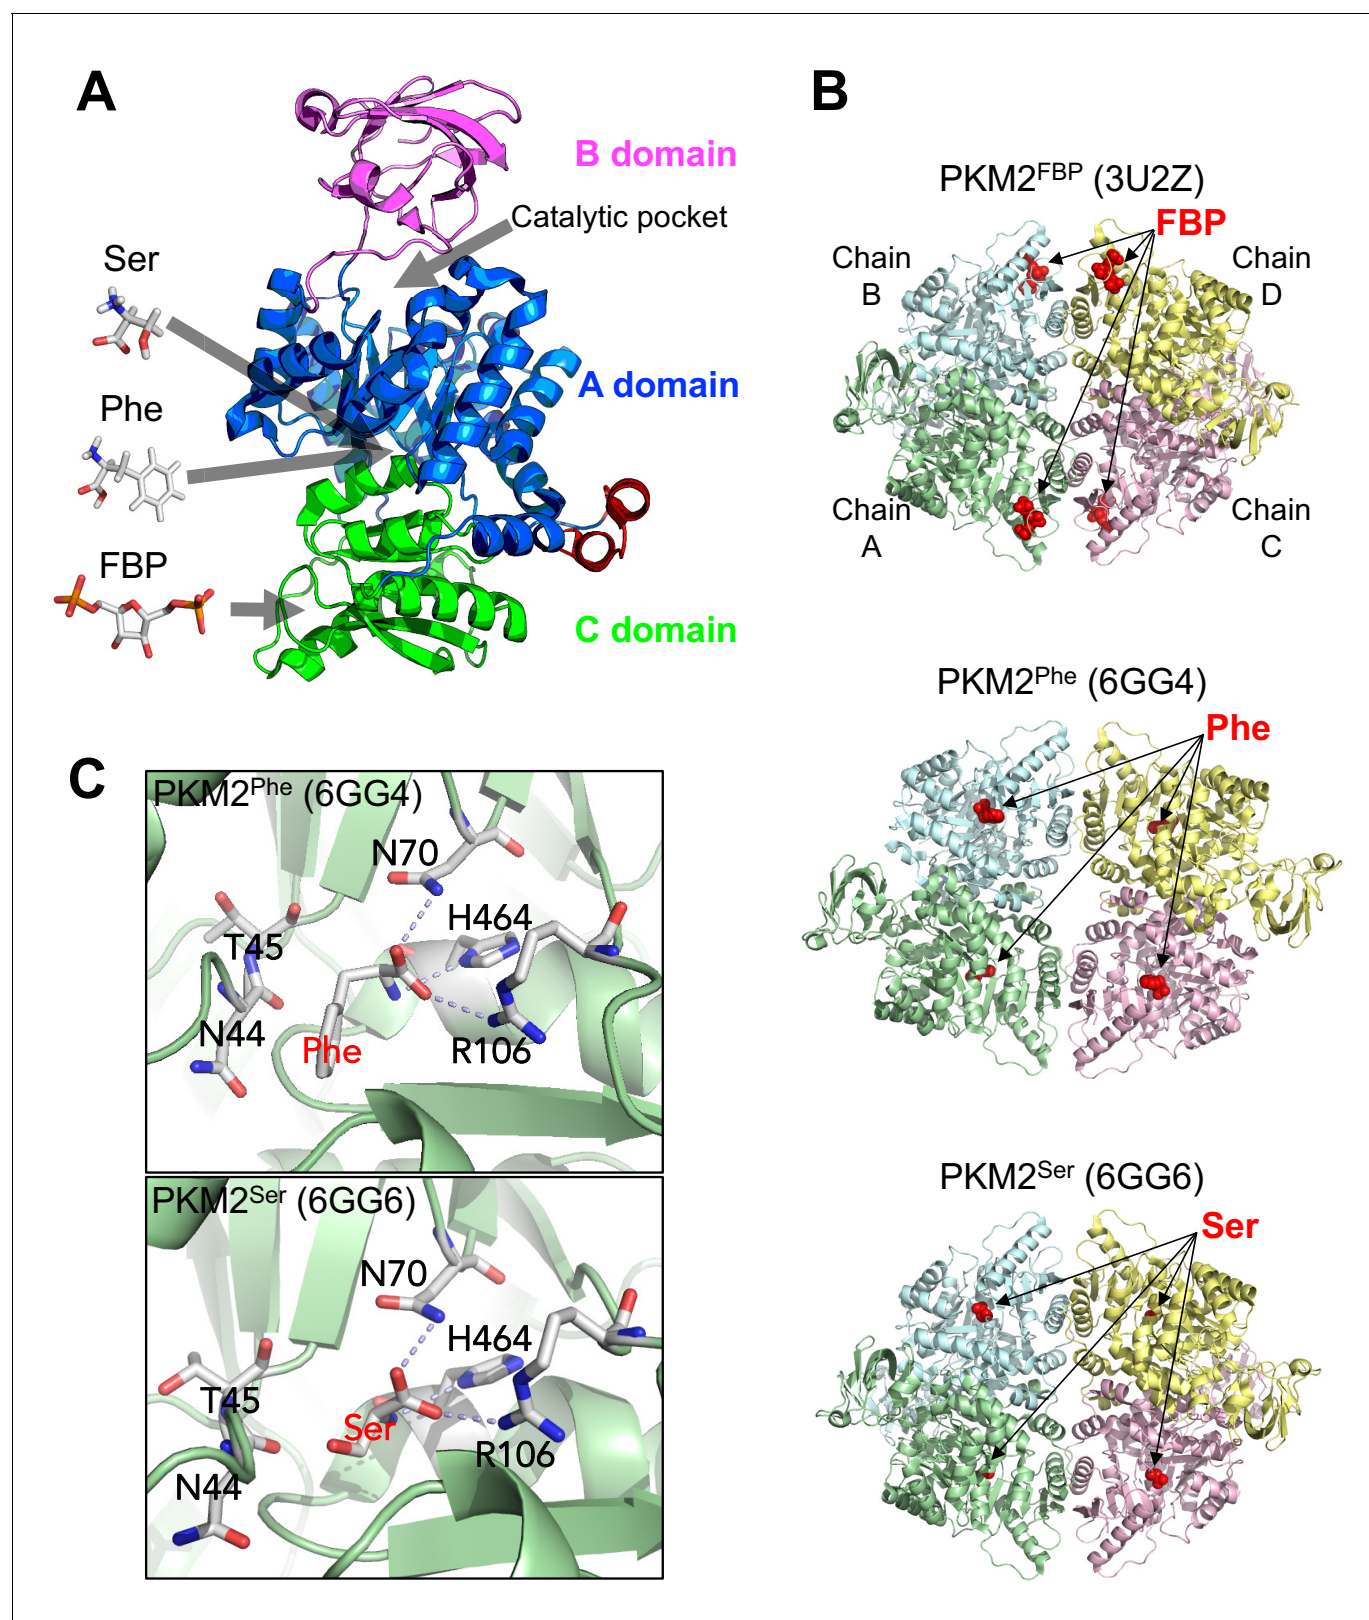 A
B domain
Catalytic pocket
Ser
Phe
A domain
FBP
C domain
B
PKM2FBP (3U2Z)
FBP
Chain
B
Chain
D
Chain
A
Chain
C
PKM2Phe (6GG4)
Phe
PKM2Ser (6GG6)
Ser
C
PKM2Phe (6GG4)
N70
H464
T45
N44
Phe
R106
PKM2Ser (6GG6)
N70
H464
T45
Ser
R106
N44